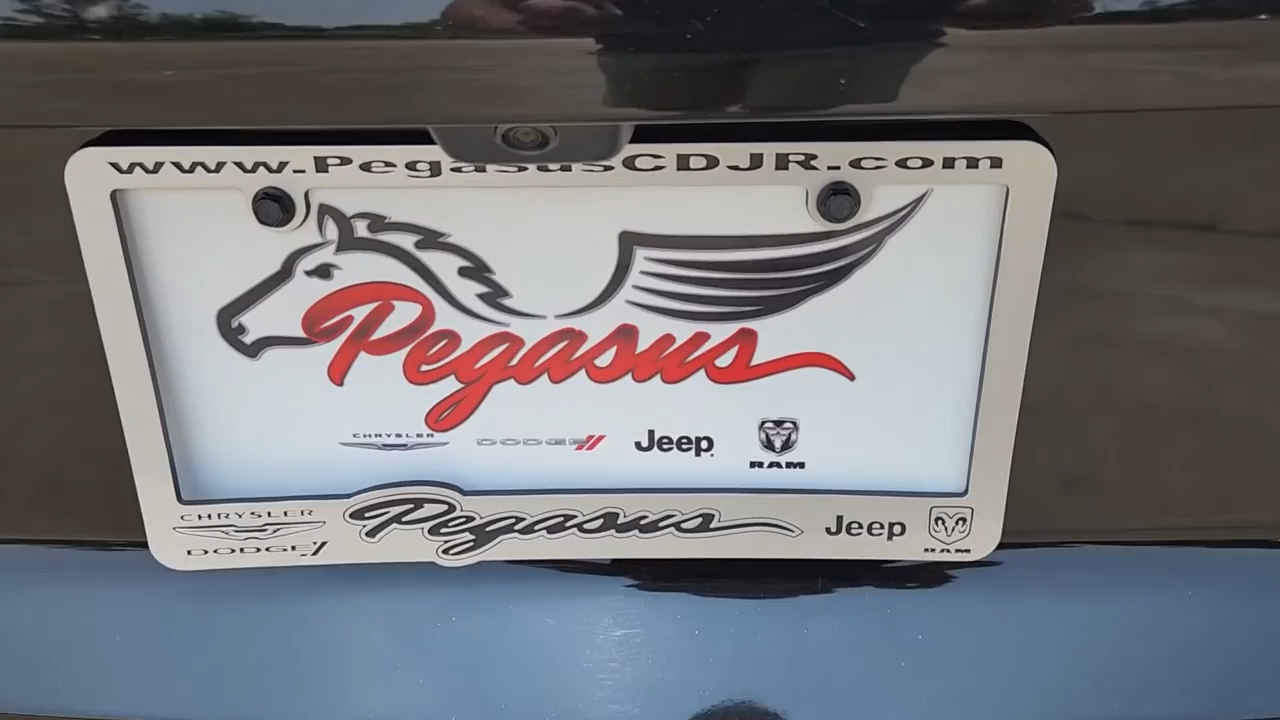 www.PegasusCDJR.com
Pegasus
CHRYSLER DODGE Jeep RAM
CHRYSLER
DODGE
Pegasus
Jeep
RAM